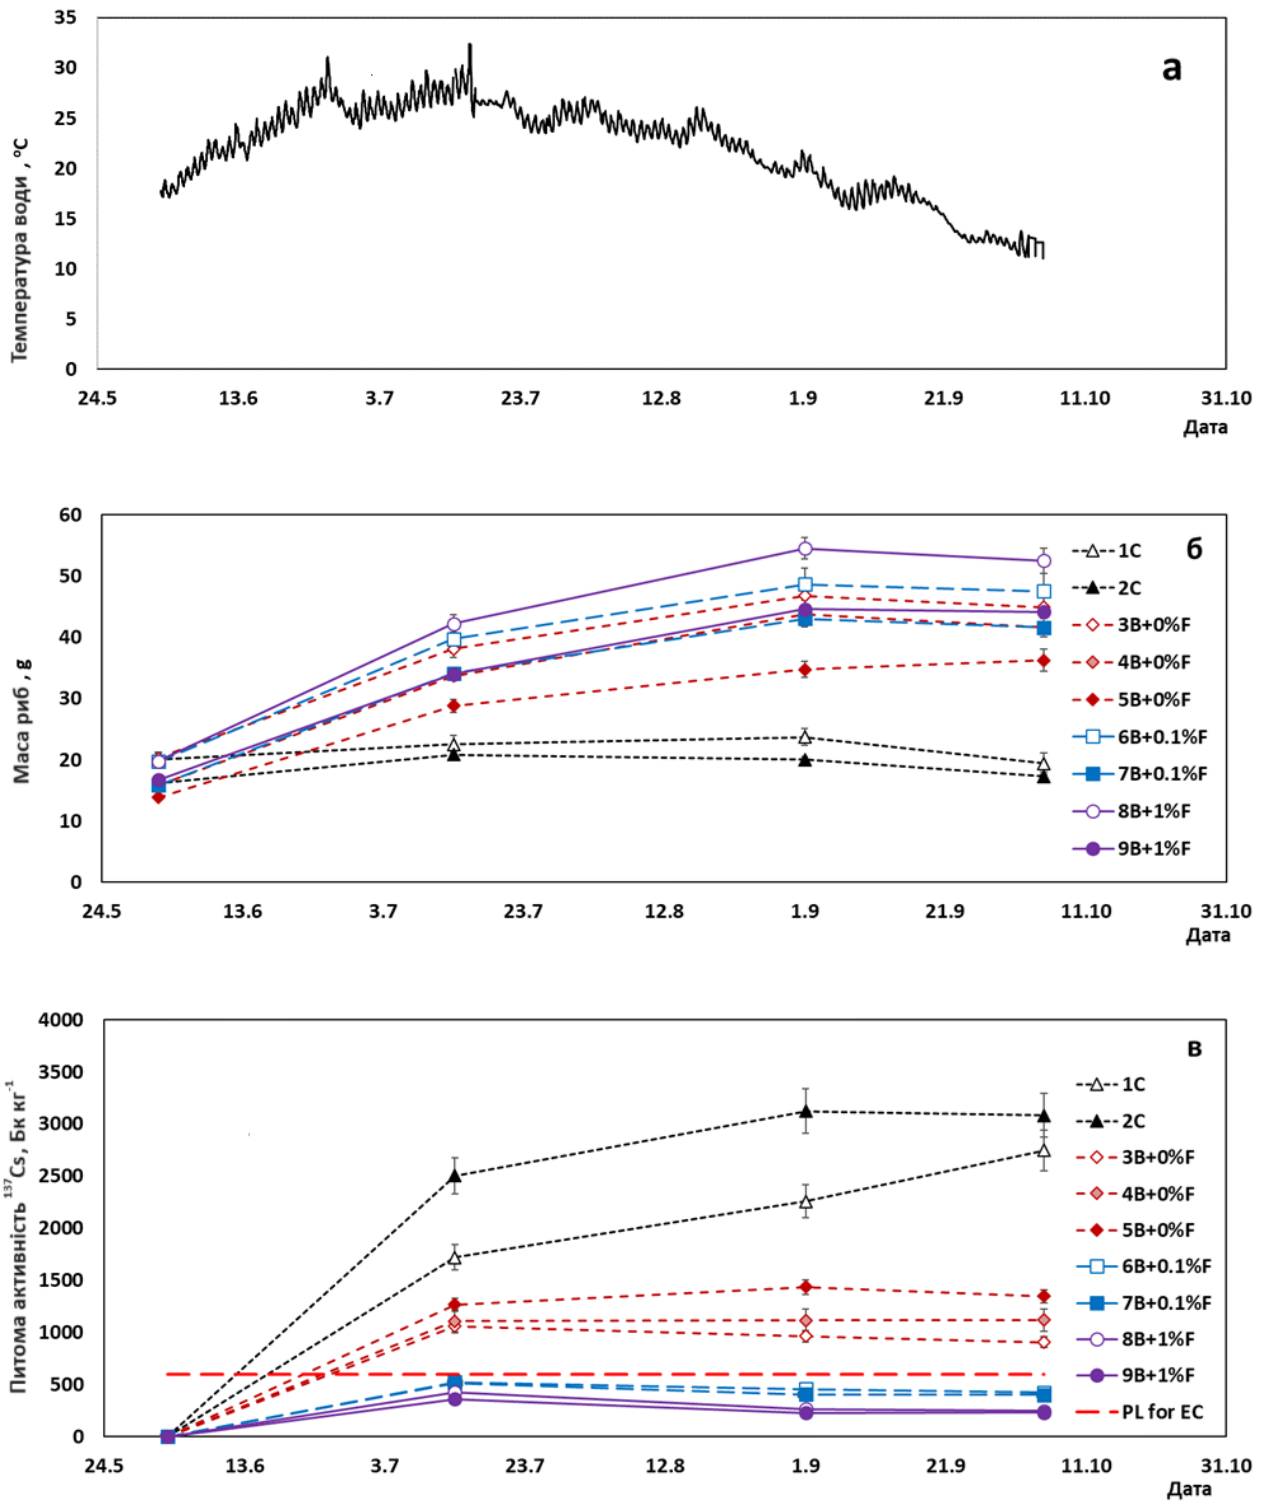 35
30
25
20
15
10
5
0
Температура води , °C
а
24.5 13.6 3.7 23.7 12.8 1.9 21.9 11.10 31.10
Дата
60
50
40
30
20
10
0
Маса риб , g
б
1C
2C
3B+0%F
4B+0%F
5B+0%F
6B+0.1%F
7B+0.1%F
8B+1%F
9B+1%F
24.5 13.6 3.7 23.7 12.8 1.9 21.9 11.10 31.10
Дата
4000
3500
3000
2500
2000
1500
1000
500
0
Питома активність ¹³⁷Cs, Бк кг⁻¹
в
1C
2C
3B+0%F
4B+0%F
5B+0%F
6B+0.1%F
7B+0.1%F
8B+1%F
9B+1%F
PL for EC
24.5 13.6 3.7 23.7 12.8 1.9 21.9 11.10 31.10
Дата